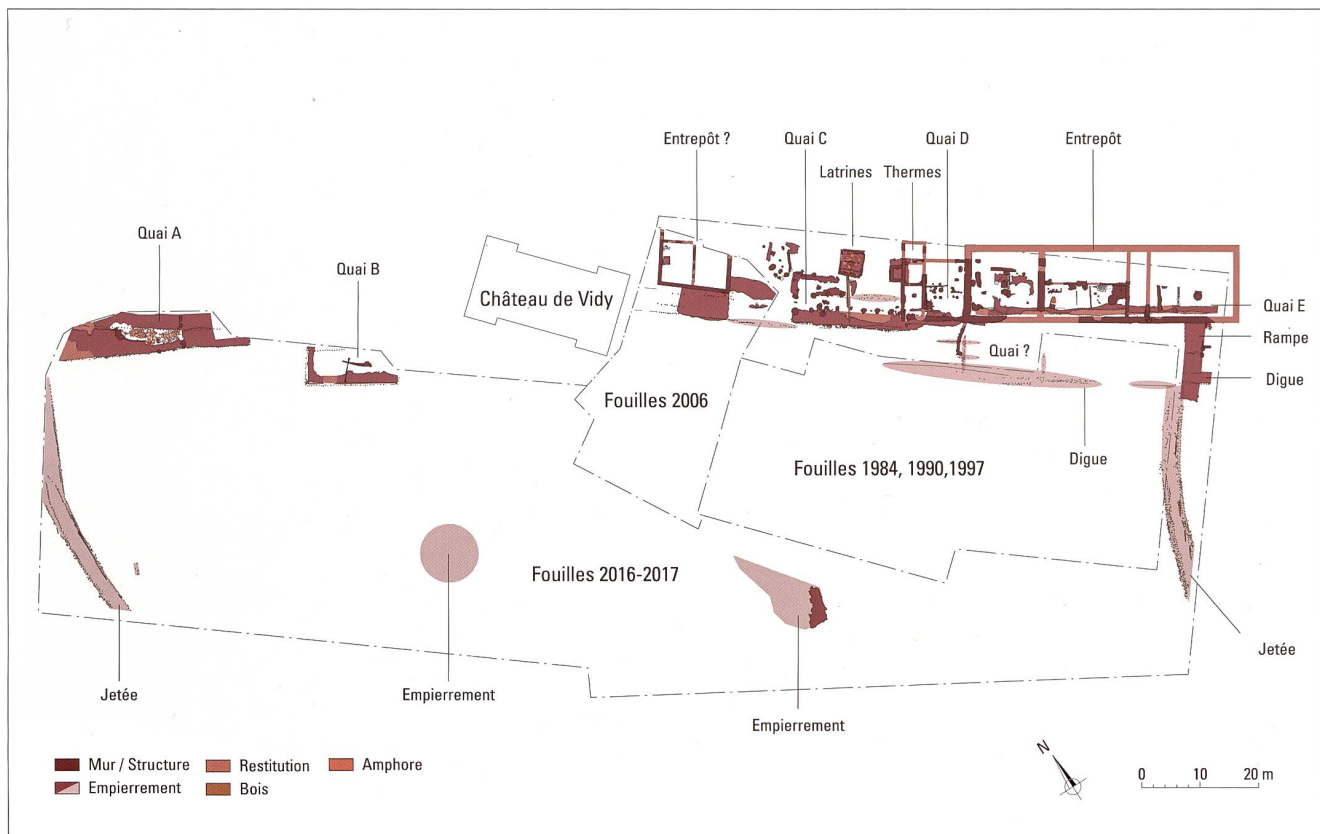 Entrepôt ?
Quai C
Quai D
Entrepôt
Latrines
Thermes
Quai A
Quai B
Château de Vidy
Quai E
Rampe
Quai ?
Digue
Fouilles 2006
Digue
Fouilles 1984, 1990,1997
Fouilles 2016-2017
Jetée
Jetée
Empierrement
Empierrement
Mur / Structure
Restitution
Amphore
Empierrement
Bois
N
0 10 20 m